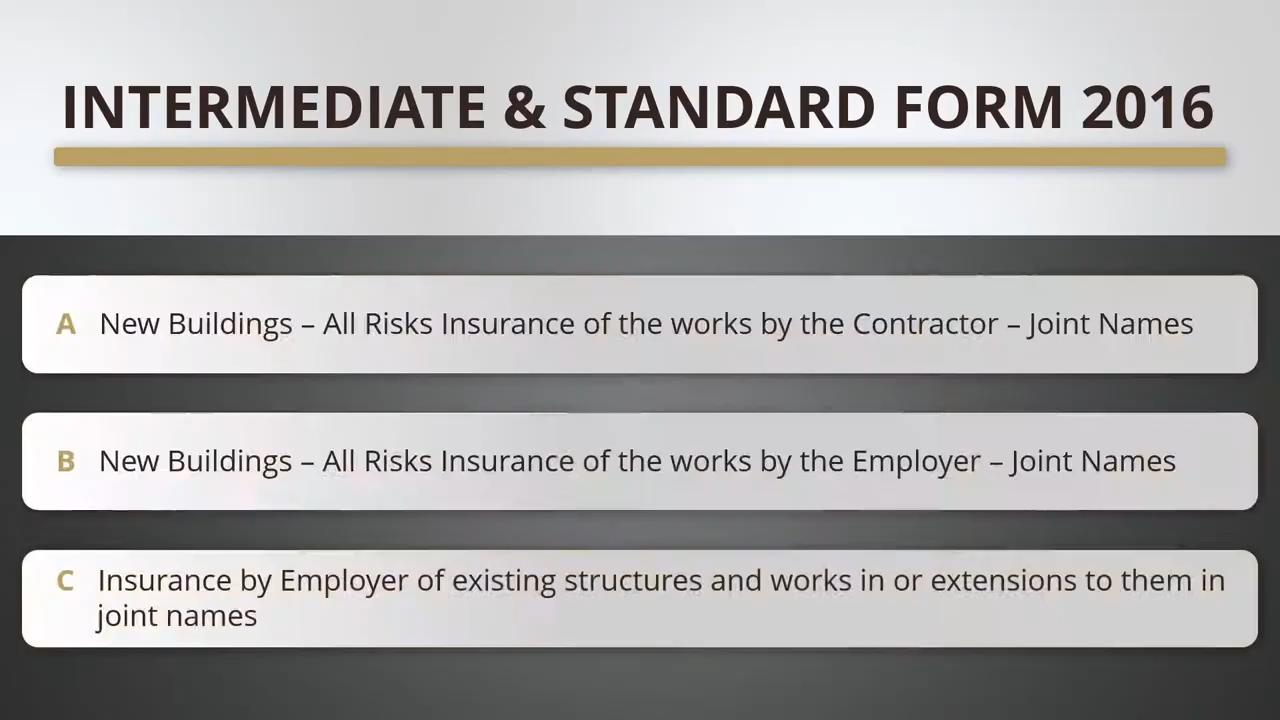 INTERMEDIATE & STANDARD FORM 2016
A New Buildings – All Risks Insurance of the works by the Contractor – Joint Names
B New Buildings – All Risks Insurance of the works by the Employer – Joint Names
C Insurance by Employer of existing structures and works in or extensions to them in
joint names